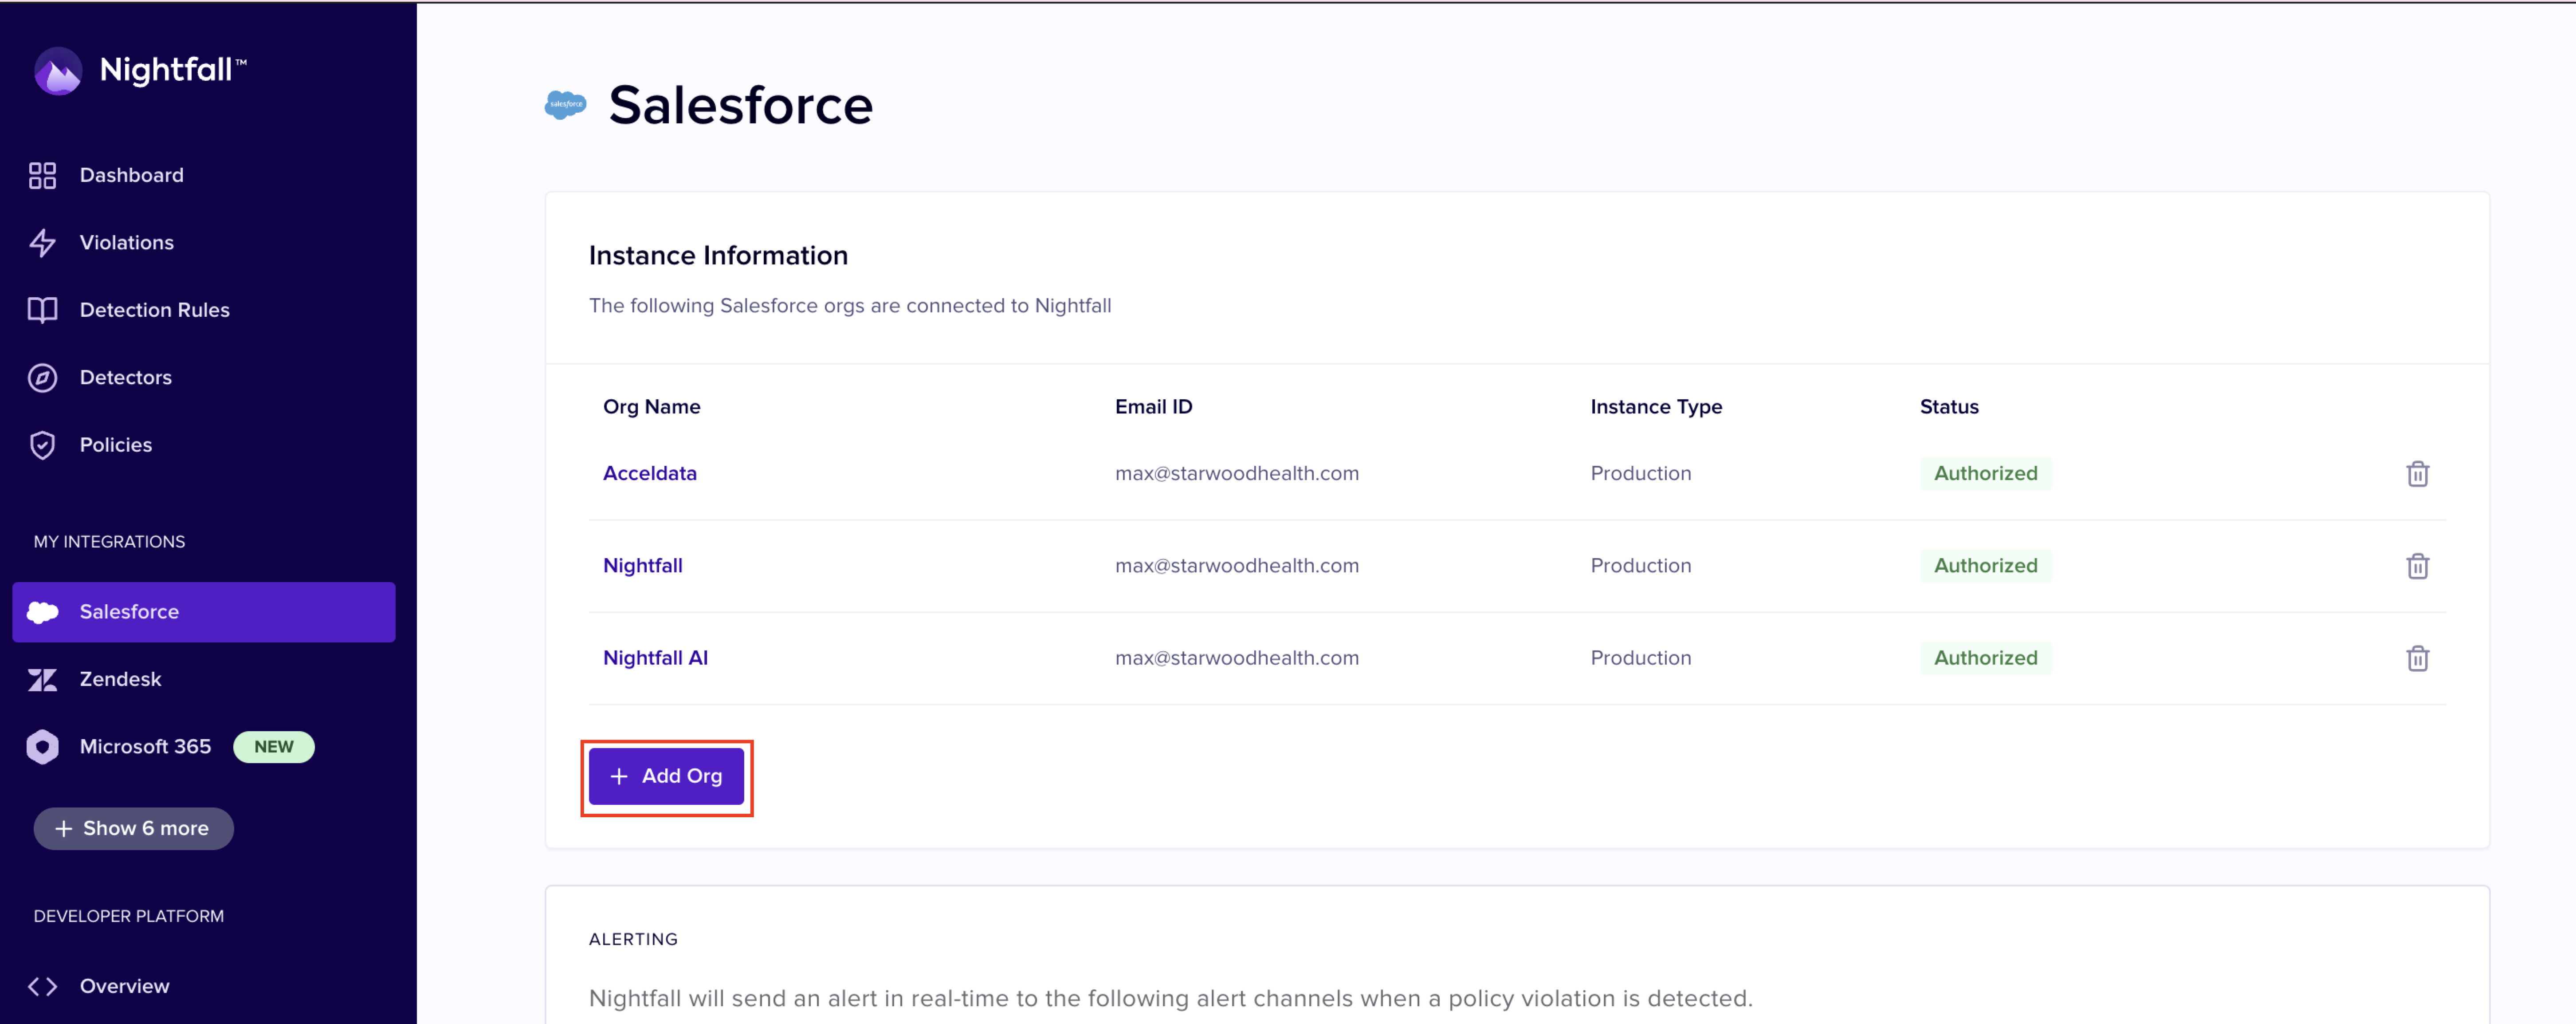 Nightfall™
Dashboard
Violations
Detection Rules
Detectors
Policies
MY INTEGRATIONS
Salesforce
Zendesk
Microsoft 365 NEW
+ Show 6 more
DEVELOPER PLATFORM
Overview
salesforce Salesforce
Instance Information
The following Salesforce orgs are connected to Nightfall
Org Name Email ID Instance Type Status
Acceldata max@starwoodhealth.com Production Authorized
Nightfall max@starwoodhealth.com Production Authorized
Nightfall AI max@starwoodhealth.com Production Authorized
+ Add Org
ALERTING
Nightfall will send an alert in real-time to the following alert channels when a policy violation is detected.